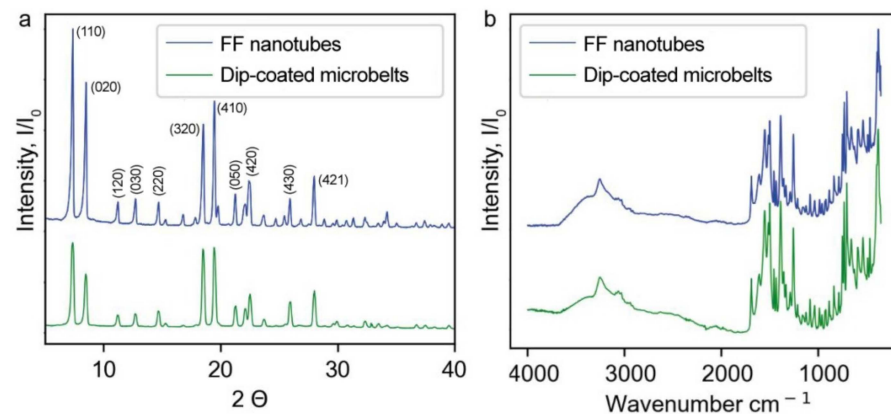 a
FF nanotubes
Dip-coated microbelts
(110)
(020)
(120)
(030)
(220)
(320)
(410)
(050)
(420)
(430)
(421)
Intensity, I/I0
10
20
30
40
2 Θ
b
FF nanotubes
Dip-coated microbelts
Intensity, I/I0
4000
3000
2000
1000
Wavenumber cm−1